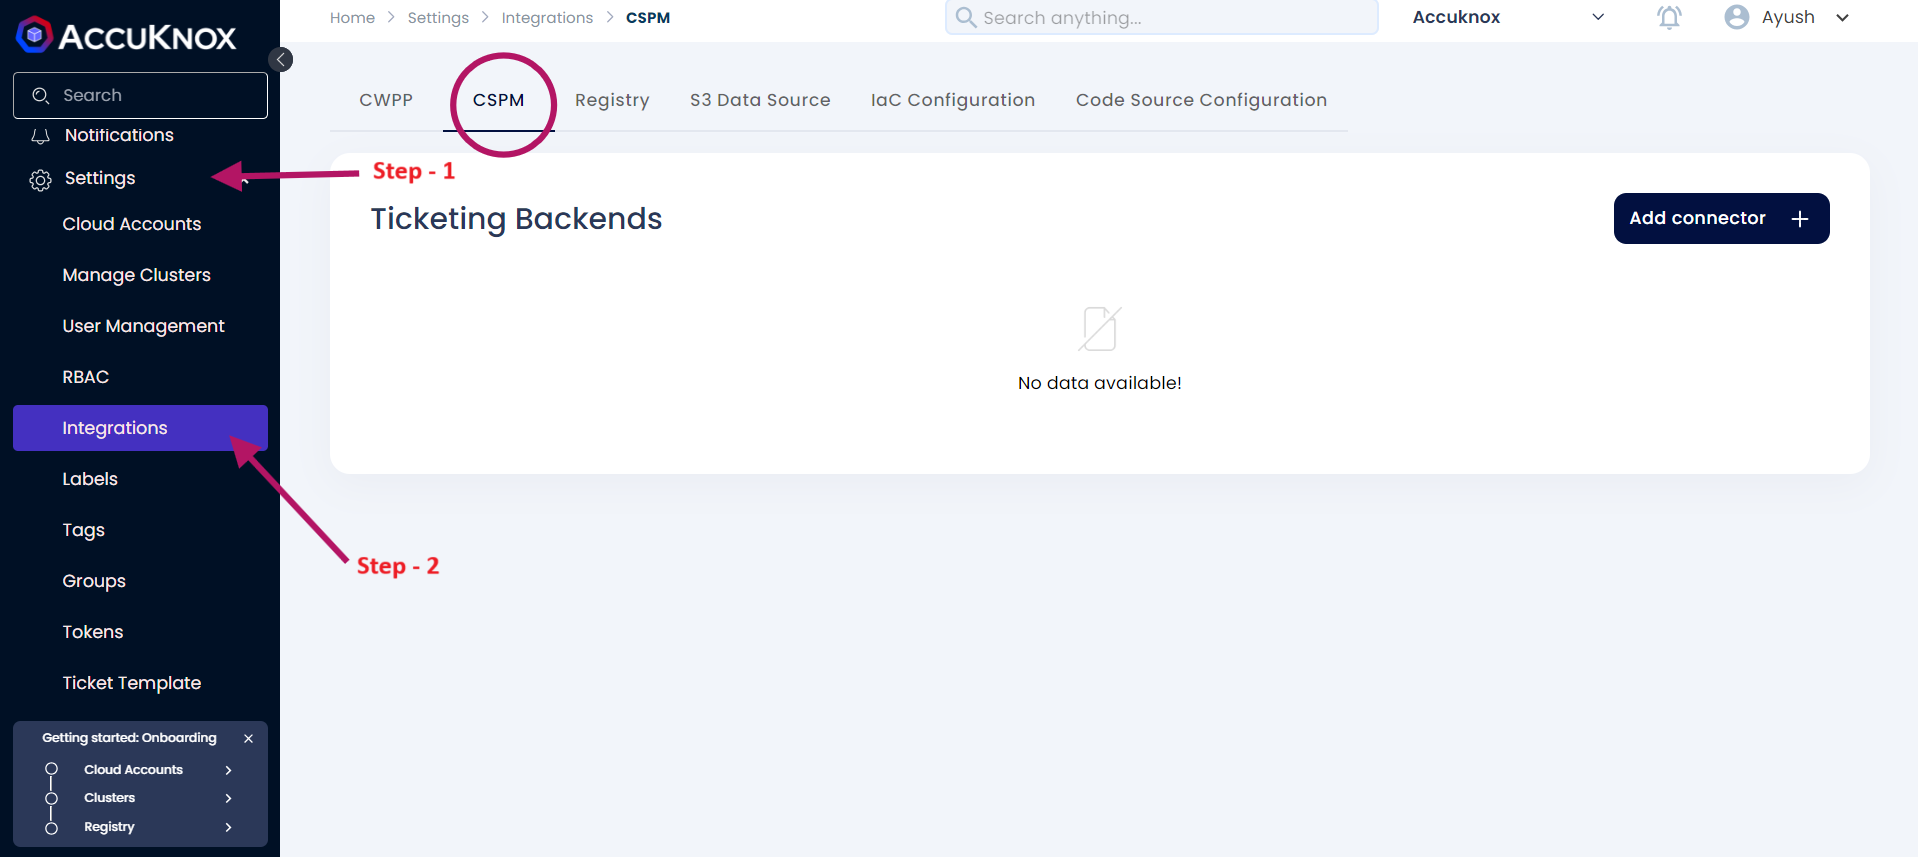 ACCUKNOX
Search
Notifications
Settings
Cloud Accounts
Manage Clusters
User Management
RBAC
Integrations
Labels
Tags
Groups
Tokens
Ticket Template
Getting started: Onboarding
Cloud Accounts
Clusters
Registry
Home > Settings > Integrations > CSPM
Search anything...
Accuknox
Ayush
CWPP CSPM Registry S3 Data Source IaC Configuration Code Source Configuration
Step - 1
Ticketing Backends
Add connector +
No data available!
Step - 2